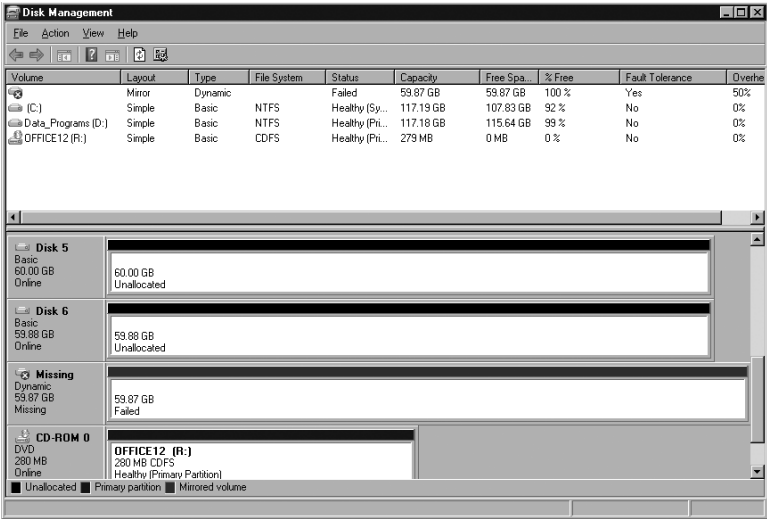 Disk Management
File Action View Help
Volume Layout Type File System Status Capacity Free Spa... % Free Fault Tolerance Overhe
Mirror Dynamic Failed 59.87 GB 59.87 GB 100 % Yes 50%
(C:) Simple Basic NTFS Healthy (Sy... 117.19 GB 107.83 GB 92 % No 0%
Data_Programs (D:) Simple Basic NTFS Healthy (Pri... 117.18 GB 115.64 GB 99 % No 0%
OFFICE12 (R:) Simple Basic CDFS Healthy (Pri... 279 MB 0 MB 0 % No 0%
Disk 5
Basic
60.00 GB
Online
60.00 GB
Unallocated
Disk 6
Basic
59.88 GB
Online
59.88 GB
Unallocated
Missing
Dynamic
59.87 GB
Missing
59.87 GB
Failed
CD-ROM 0
DVD
280 MB
Online
OFFICE12 (R:)
280 MB CDFS
Healthy (Primary Partition)
Unallocated Primary partition Mirrored volume